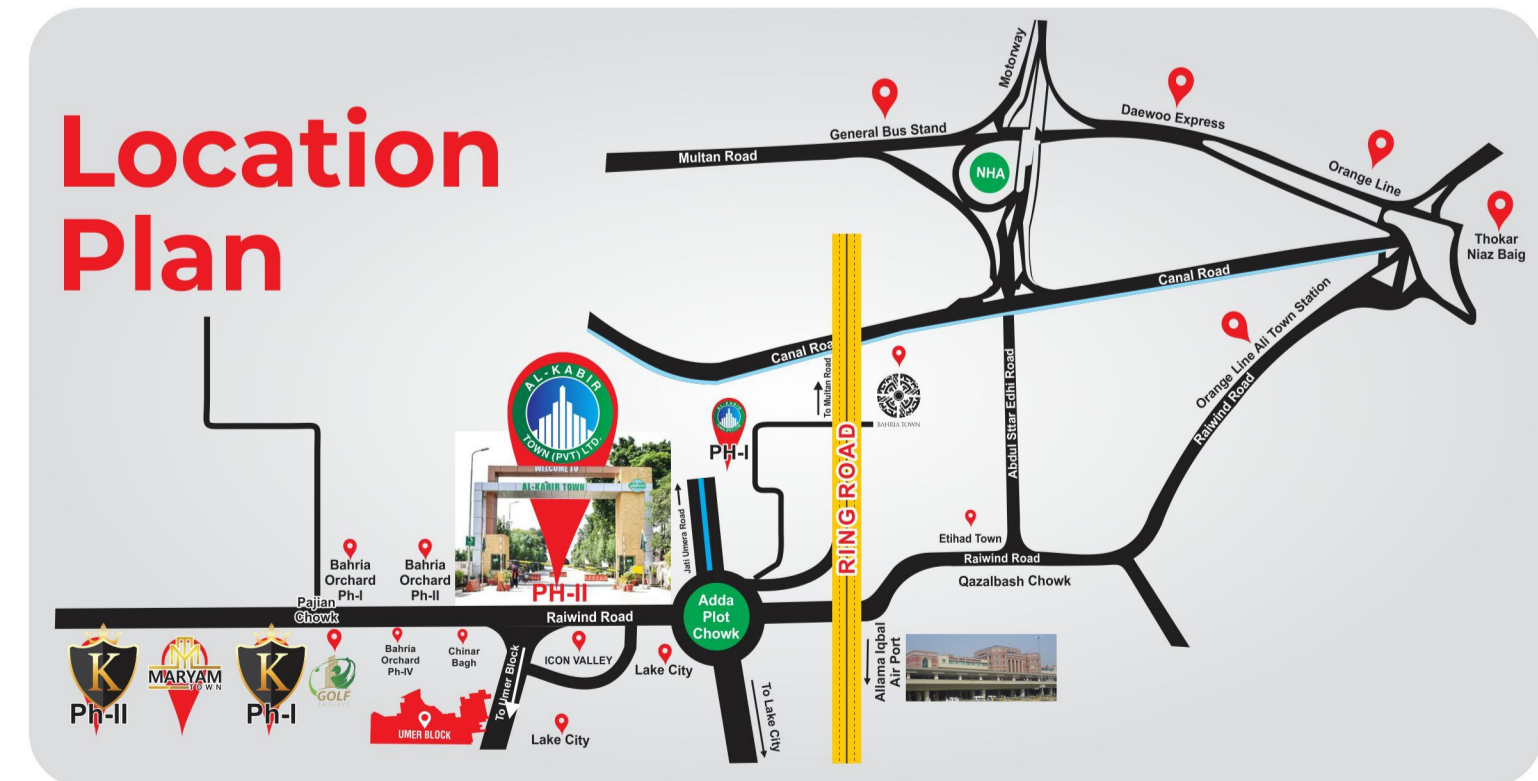 Location
Plan
Motorway
General Bus Stand
Multan Road
NHA
Daewoo Express
Orange Line
Thokar
Niaz Baig
Canal Road
Canal Roa
To Multan Road
RING ROAD
BAHRIA TOWN
Abdul Sttar Edhi Road
Orange Line Ali Town Station
Raiwind Road
AL-KABIR
TOWN (PVT) LTD.
WELCOME TO
AL-KABIR TOWN
PH-II
PH-I
Jati Umera Road
Etihad Town
Raiwind Road
Qazalbash Chowk
Bahria
Orchard
Ph-I
Bahria
Orchard
Ph-II
Pajian
Chowk
Raiwind Road
Adda
Plot
Chowk
K
Ph-II
MARYAM
TOWN
K
Ph-I
GOLF
Bahria
Orchard
Ph-IV
Chinar
Bagh
To Umer Block
ICON VALLEY
Lake City
UMER BLOCK
Lake City
To Lake City
Allama Iqbal
Air Port